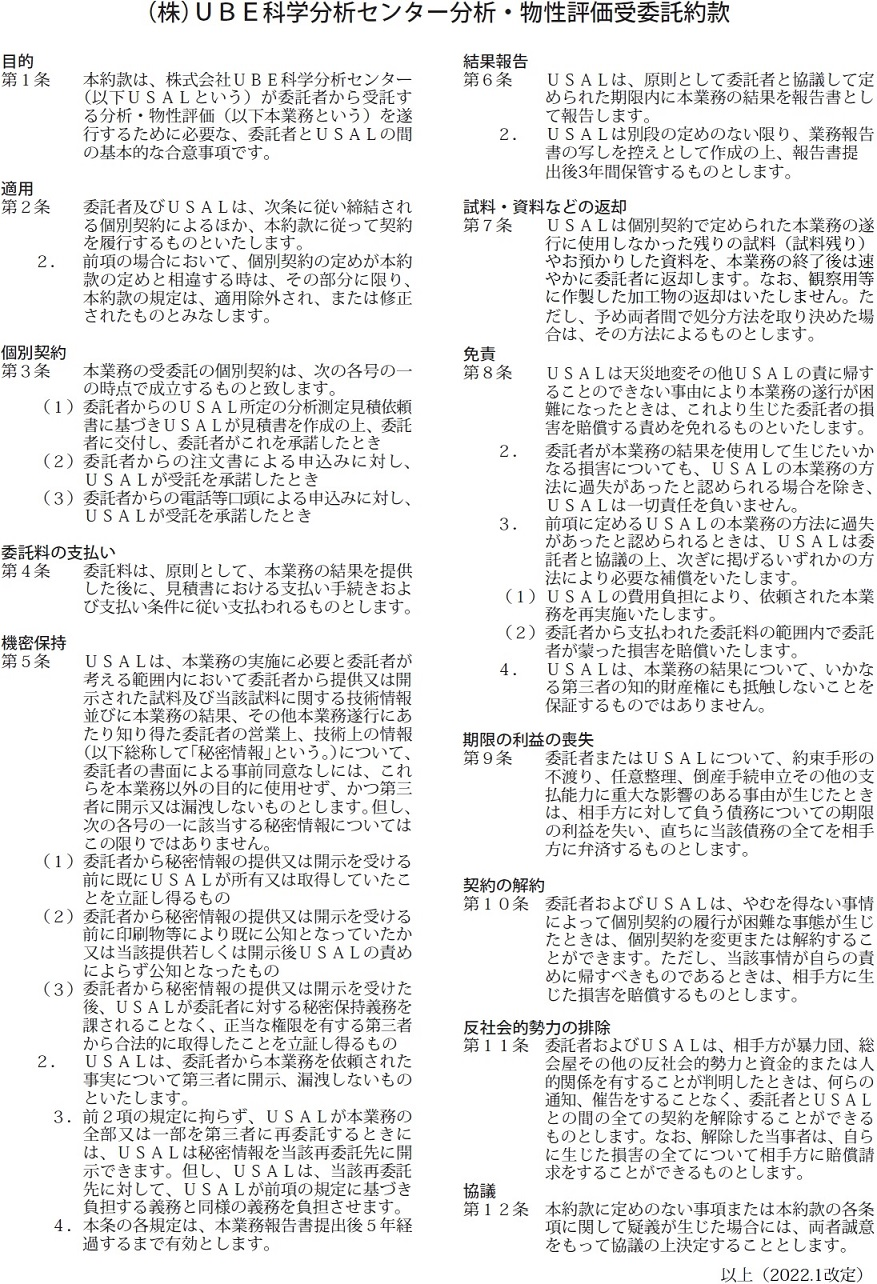 （株）ＵＢＥ科学分析センター分析・物性評価受委託約款
目的
第１条　本約款は、株式会社ＵＢＥ科学分析センター
（以下ＵＳＡＬという）が委託者から受託す
る分析・物性評価（以下本業務という）を遂
行するために必要な、委託者とＵＳＡＬの間
の基本的な合意事項です。
適用
第２条　委託者及びＵＳＡＬは、次条に従い締結され
る個別契約によるほか、本約款に従って契約
を履行するものといたします。
２．　前項の場合において、個別契約の定めが本約
款の定めと相違する時は、その部分に限り、
本約款の規定は、適用除外され、または修正
されたものとみなします。
個別契約
第３条　本業務の受委託の個別契約は、次の各号の一
の時点で成立するものと致します。
（１）委託者からのＵＳＡＬ所定の分析測定見積依頼
書に基づきＵＳＡＬが見積書を作成の上、委託
者に交付し、委託者がこれを承諾したとき
（２）委託者からの注文書による申込みに対し、
ＵＳＡＬが受託を承諾したとき
（３）委託者からの電話等口頭による申込みに対し、
ＵＳＡＬが受託を承諾したとき
委託料の支払い
第４条　委託料は、原則として、本業務の結果を提供
した後に、見積書における支払い手続きおよ
び支払い条件に従い支払われるものとします。
機密保持
第５条　ＵＳＡＬは、本業務の実施に必要と委託者が
考える範囲内において委託者から提供又は開
示された試料及び当該試料に関する技術情報
並びに本業務の結果、その他本業務遂行にあ
たり知り得た委託者の営業上、技術上の情報
（以下総称して「秘密情報」という。）について、
委託者の書面による事前同意なしには、これ
らを本業務以外の目的に使用せず、かつ第三
者に開示又は漏洩しないものとします。但し、
次の各号の一に該当する秘密情報については
この限りではありません。
（１）委託者から秘密情報の提供又は開示を受ける
前に既にＵＳＡＬが所有又は取得していたこ
とを立証し得るもの
（２）委託者から秘密情報の提供又は開示を受ける
前に印刷物等により既に公知となっていたか
又は当該提供若しくは開示後ＵＳＡＬの責め
によらず公知となったもの
（３）委託者から秘密情報の提供又は開示を受けた
後、ＵＳＡＬが委託者に対する秘密保持義務を
課されることなく、正当な権限を有する第三者
から合法的に取得したことを立証し得るもの
２．　ＵＳＡＬは、委託者から本業務を依頼された
事実について第三者に開示、漏洩しないもの
といたします。
３．前２項の規定に拘らず、ＵＳＡＬが本業務の
全部又は一部を第三者に再委託するときに
は、ＵＳＡＬは秘密情報を当該再委託先に開
示できます。但し、ＵＳＡＬは、当該再委託
先に対して、ＵＳＡＬが前項の規定に基づき
負担する義務と同様の義務を負担させます。
４．本条の各規定は、本業務報告書提出後５年経
過するまで有効とします。
結果報告
第６条　ＵＳＡＬは、原則として委託者と協議して定
められた期限内に本業務の結果を報告書とし
て報告します。
２．　ＵＳＡＬは別段の定めのない限り、業務報告
書の写しを控えとして作成の上、報告書提
出後3年間保管するものとします。
試料・資料などの返却
第７条　ＵＳＡＬは個別契約で定められた本業務の遂
行に使用しなかった残りの試料（試料残り）
やお預かりした資料を、本業務の終了後は速
やかに委託者に返却します。なお、観察用等
に作製した加工物の返却はいたしません。た
だし、予め両者間で処分方法を取り決めた場
合は、その方法によるものとします。
免責
第８条　ＵＳＡＬは天災地変その他ＵＳＡＬの責に帰す
ることのできない事由により本業務の遂行が困
難になったときは、これより生じた委託者の損
害を賠償する責めを免れるものといたします。
２．　委託者が本業務の結果を使用して生じたいか
なる損害についても、ＵＳＡＬの本業務の方
法に過失があったと認められる場合を除き、
ＵＳＡＬは一切責任を負いません。
３．　前項に定めるＵＳＡＬの本業務の方法に過失
があったと認められるときは、ＵＳＡＬは委
託者と協議の上、次ぎに掲げるいずれかの方
法により必要な補償をいたします。
（１）ＵＳＡＬの費用負担により、依頼された本業
務を再実施いたします。
（２）委託者から支払われた委託料の範囲内で委託
者が蒙った損害を賠償いたします。
４．　ＵＳＡＬは、本業務の結果について、いかな
る第三者の知的財産権にも抵触しないことを
保証するものではありません。
期限の利益の喪失
第９条　委託者またはＵＳＡＬについて、約束手形の
不渡り、任意整理、倒産手続申立その他の支
払能力に重大な影響のある事由が生じたとき
は、相手方に対して負う債務についての期限
の利益を失い、直ちに当該債務の全てを相手
方に弁済するものとします。
契約の解約
第１０条　委託者およびＵＳＡＬは、やむを得ない事情
によって個別契約の履行が困難な事態が生じ
たときは、個別契約を変更または解約するこ
とができます。ただし、当該事情が自らの責
めに帰すべきものであるときは、相手方に生
じた損害を賠償するものとします。
反社会的勢力の排除
第１１条　委託者およびＵＳＡＬは、相手方が暴力団、総
会屋その他の反社会的勢力と資金的または人
的関係を有することが判明したときは、何らの
通知、催告をすることなく、委託者とＵＳＡＬ
との間の全ての契約を解除することができる
ものとします。なお、解除した当事者は、自ら
に生じた損害の全てについて相手方に賠償請
求をすることができるものとします。
協議
第１２条　本約款に定めのない事項または本約款の各条
項に関して疑義が生じた場合には、両者誠意
をもって協議の上決定することとします。
以上（2022.1改定）